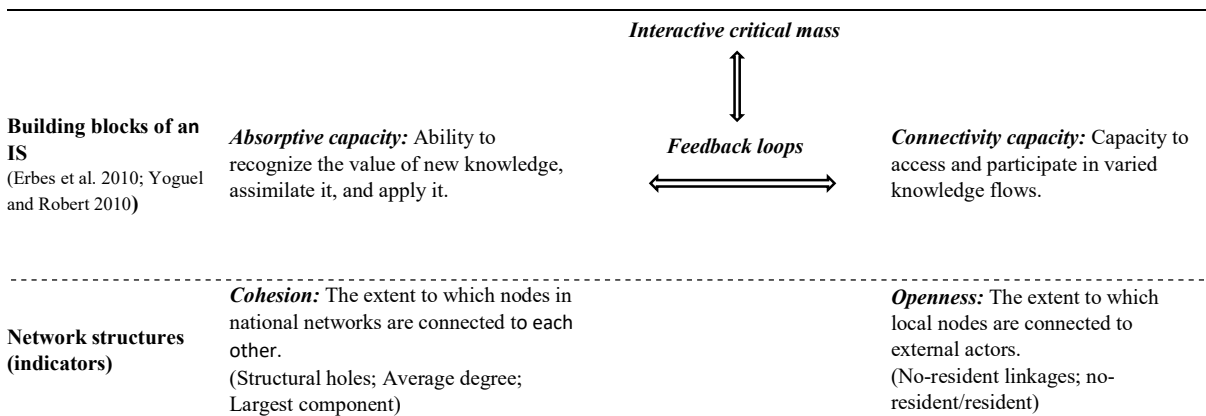 Interactive critical mass
Building blocks of an
IS
(Erbes et al. 2010; Yoguel
and Robert 2010)
Absorptive capacity: Ability to
recognize the value of new knowledge,
assimilate it, and apply it.
Feedback loops
Connectivity capacity: Capacity to
access and participate in varied
knowledge flows.
Network structures
(indicators)
Cohesion: The extent to which nodes in
national networks are connected to each
other.
(Structural holes; Average degree;
Largest component)
Openness: The extent to which
local nodes are connected to
external actors.
(No-resident linkages; no-
resident/resident)